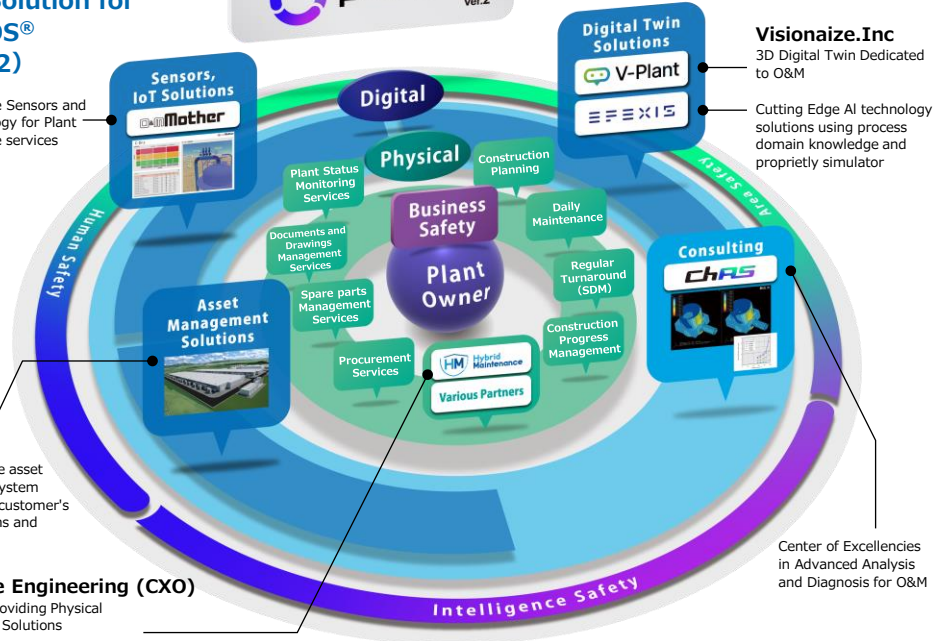 Solution for
OS®
2）
ver.2
Sensors,
IoT Solutions
Mother
e Sensors and
ogy for Plant
e services
Digital
Physical
Digital Twin
Solutions
V-Plant
EFEXIS
Visionaize.Inc
3D Digital Twin Dedicated
to O&M
Cutting Edge AI technology
solutions using process
domain knowledge and
proprietly simulator
Human Safety
Area Safety
Plant Status
Monitoring
Services
Construction
Planning
Documents and
Drawings
Management
Services
Daily
Maintenance
Business
Safety
Plant
Owner
Spare parts
Management
Services
Regular
Turnaround
(SDM)
Procurement
Services
Construction
Progress
Management
HM Hybrid
Maintenance
Various Partners
Asset
Management
Solutions
Consulting
chAS
e asset
ystem
customer's
ns and
Center of Excellencies
in Advanced Analysis
and Diagnosis for O&M
e Engineering (CXO)
oviding Physical
Solutions
Intelligence Safety